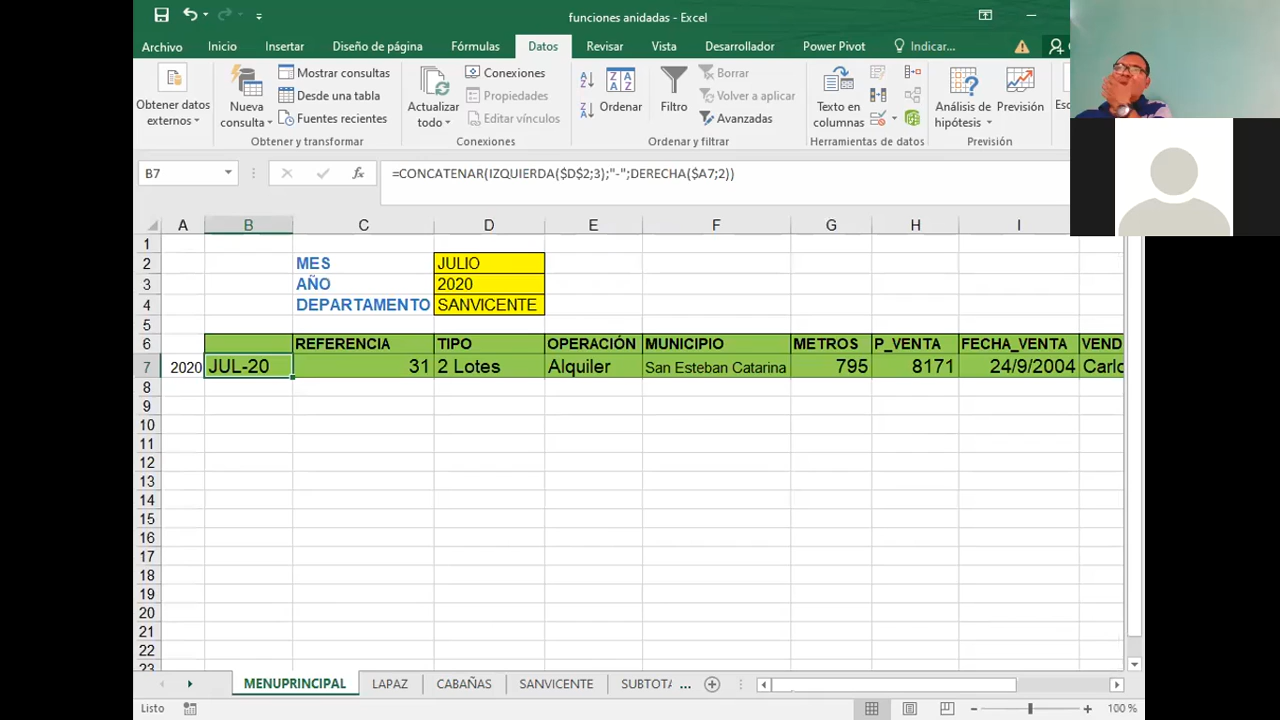 funciones anidadas - Excel
Archivo Inicio Insertar Diseño de página Fórmulas Datos Revisar Vista Desarrollador Power Pivot Indicar...
Obtener datos externos
Nueva consulta
Mostrar consultas
Desde una tabla
Fuentes recientes
Obtener y transformar
Actualizar todo
Conexiones
Propiedades
Editar vínculos
Conexiones
Ordenar
Filtro
Borrar
Volver a aplicar
Avanzadas
Ordenar y filtrar
Texto en columnas
Herramientas de datos
Análisis de hipótesis
Previsión
Previsión
B7 fx =CONCATENAR(IZQUIERDA($D$2;3);"-";DERECHA($A7;2))
A B C D E F G H I
1
2 MES JULIO
3 AÑO 2020
4 DEPARTAMENTO SANVICENTE
5
6 REFERENCIA TIPO OPERACIÓN MUNICIPIO METROS P_VENTA FECHA_VENTA VEND
7 2020 JUL-20 31 2 Lotes Alquiler San Esteban Catarina 795 8171 24/9/2004 Carlo
8
9
10
11
12
13
14
15
16
17
18
19
20
21
22
23
MENUPRINCIPAL LAPAZ CABAÑAS SANVICENTE SUBTOTA ...
Listo 100 %